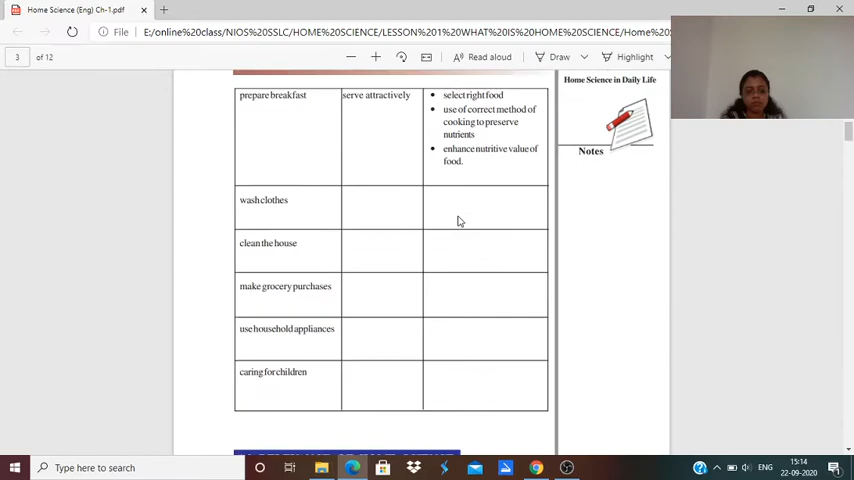 Home Science (Eng) Ch-1.pdf
File
E:/online%20class/NIOS%20SSLC/HOME%20SCIENCE/LESSON%201%20WHAT%20IS%20HOME%20SCIENCE/Home%20S
3 of 12
Read aloud
Draw
Highlight
Home Science in Daily Life
Notes
prepare breakfast
serve attractively
• select right food
• use of correct method of
cooking to preserve
nutrients
• enhance nutritive value of
food.
wash clothes
clean the house
make grocery purchases
use household appliances
caring for children
Type here to search
ENG
15:14
22-09-2020